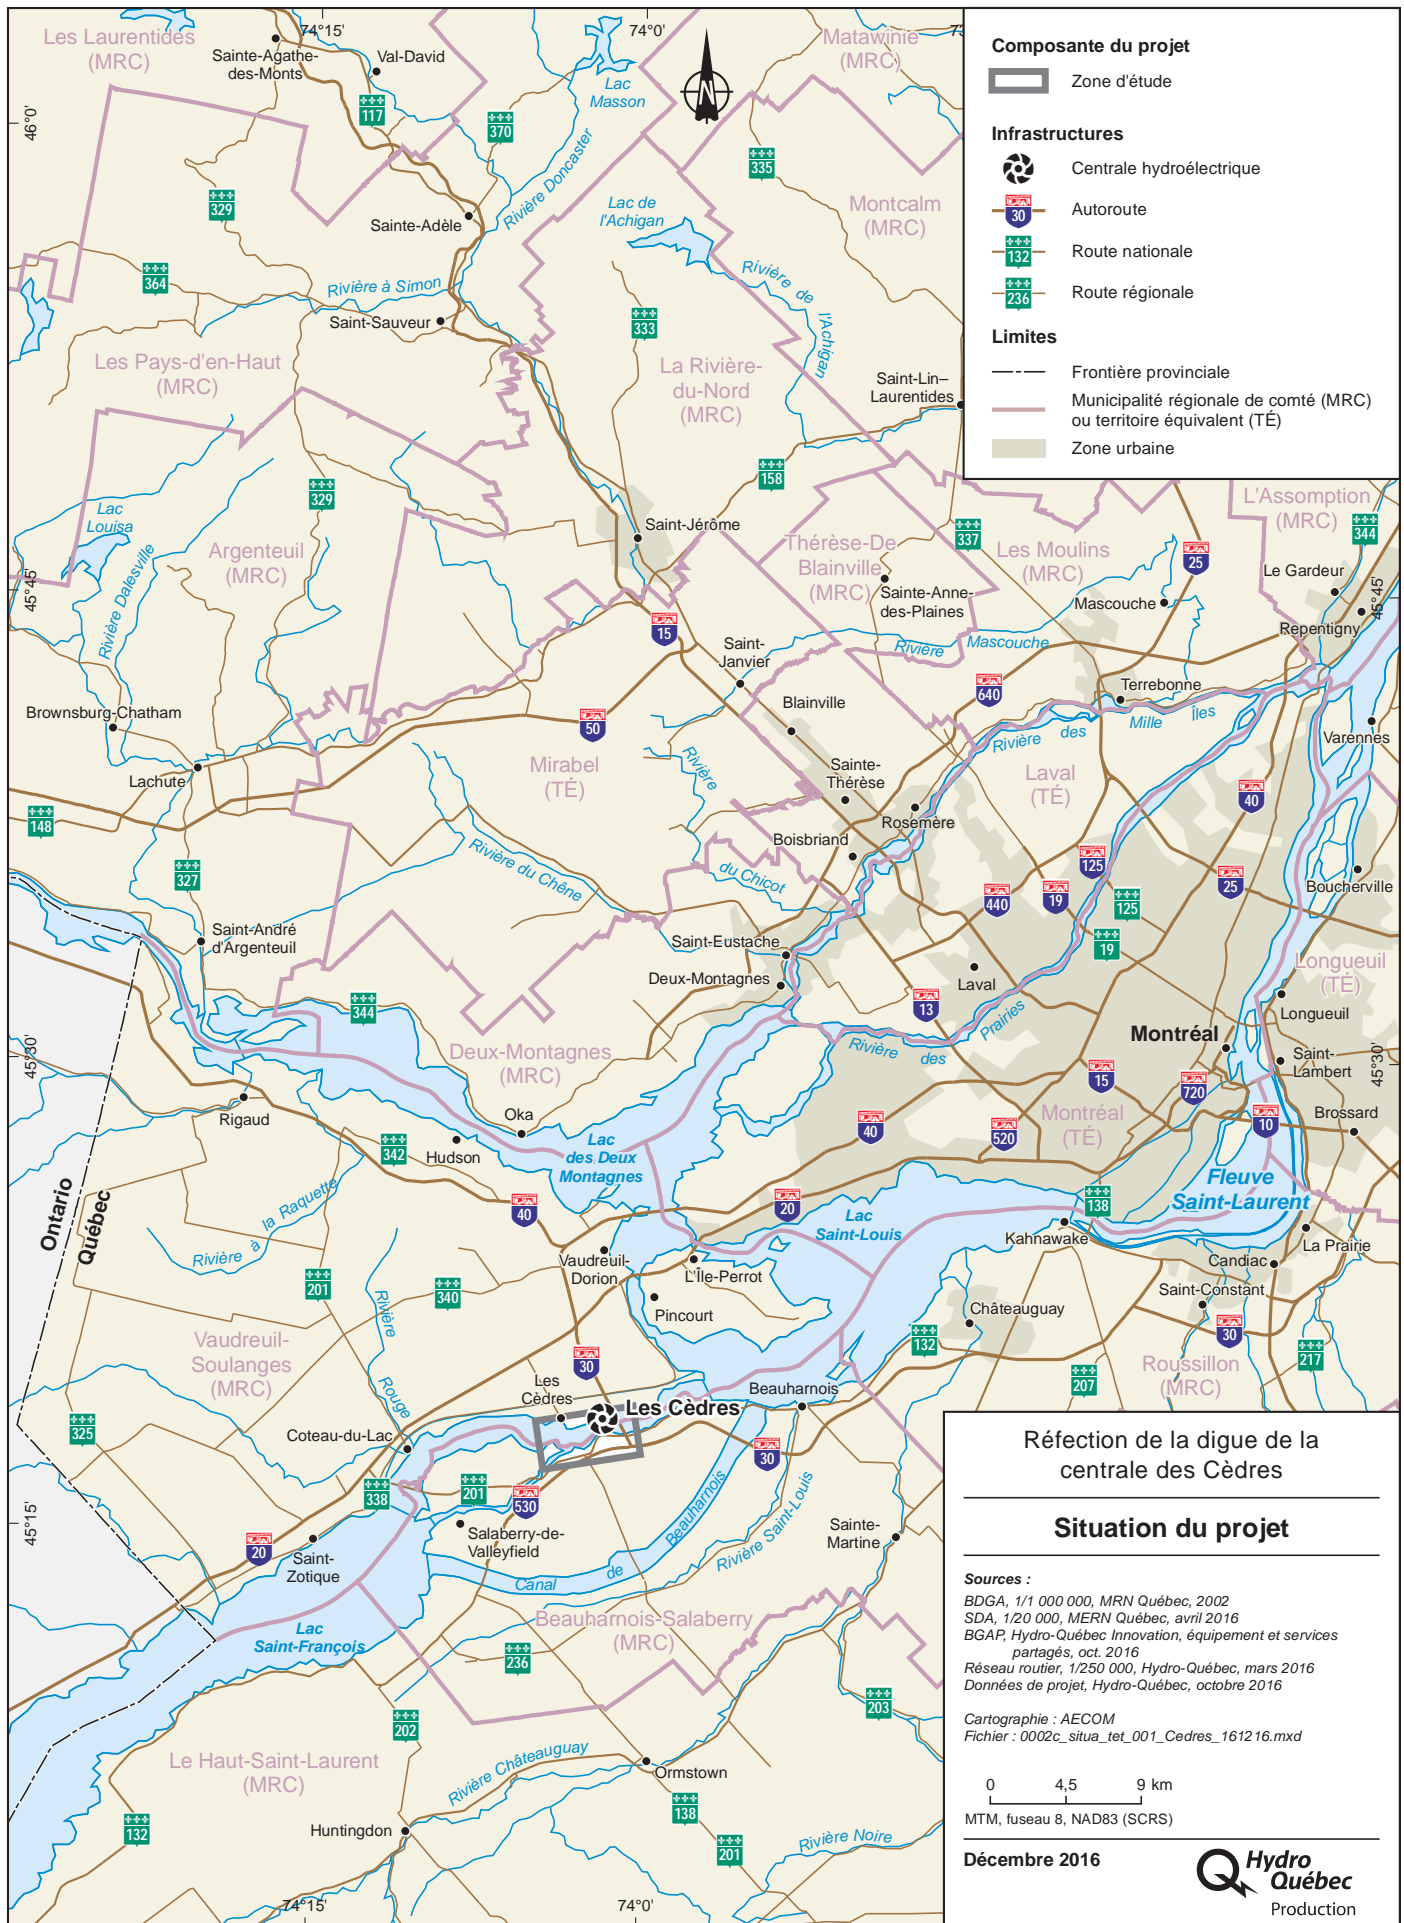 Les Laurentides
(MRC)
Sainte-Agathe-
des-Monts
74°15'
Val-David
117
370
Lac
Masson
74°0'
Matawinie
(MRC)
N
335
46°0'
329
Sainte-Adèle
Rivière Doncaster
Lac de
l'Achigan
Montcalm
(MRC)
364
Rivière à Simon
Saint-Sauveur
333
Rivière de
l'Achigan
Les Pays-d'en-Haut
(MRC)
La Rivière-
du-Nord
(MRC)
Saint-Lin–
Laurentides
158
Composante du projet
Zone d'étude
Infrastructures
Centrale hydroélectrique
30
Autoroute
132
Route nationale
236
Route régionale
Limites
Frontière provinciale
Municipalité régionale de comté (MRC)
ou territoire équivalent (TÉ)
Zone urbaine
Lac
Louisa
329
Argenteuil
(MRC)
Rivière Dalesville
45°45'
Saint-Jérôme
15
Thérèse-De
Blainville
(MRC)
Sainte-Anne-
des-Plaines
337
Les Moulins
(MRC)
25
L'Assomption
(MRC)
344
Le Gardeur
45°45'
Mascouche
Repentigny
Saint-
Janvier
Rivière Mascouche
640
Terrebonne
Blainville
Rivière des Mille Îles
Varennes
Brownsburg-Chatham
50
Lachute
Mirabel
(TÉ)
Rivière
du Chicot
Sainte-
Thérèse
Rosemère
Boisbriand
Laval
(TÉ)
40
148
327
Rivière du Chêne
125
440
19
125
25
Boucherville
19
Saint-André
d'Argenteuil
Saint-Eustache
Deux-Montagnes
Laval
Longueuil
(TÉ)
Longueuil
344
13
Rivière des Prairies
Montréal
Saint-
Lambert
45°30'
45°30'
Deux-Montagnes
(MRC)
15
720
Montréal
(TÉ)
Brossard
10
Rigaud
Oka
Hudson
342
Lac
des Deux
Montagnes
40
520
Ontario
Québec
Rivière à la Raquette
40
20
Lac
Saint-Louis
138
Fleuve
Saint-Laurent
Kahnawake
La Prairie
Candiac
Vaudreuil-
Dorion
L'Île-Perrot
Pincourt
201
340
Rivière
Rouge
Châteauguay
Saint-Constant
30
132
217
Roussillon
(MRC)
207
Vaudreuil-
Soulanges
(MRC)
30
Les
Cèdres
Les Cèdres
Beauharnois
325
Coteau-du-Lac
30
338
201
530
Salaberry-de-
Valleyfield
Canal de Beauharnois
Rivière Saint-Louis
Sainte-
Martine
45°15'
20
Saint-
Zotique
Lac
Saint-François
Beauharnois-Salaberry
(MRC)
236
203
202
Le Haut-Saint-Laurent
(MRC)
Rivière Châteauguay
Ormstown
138
132
Huntingdon
201
Rivière Noire
74°15'
74°0'
Réfection de la digue de la
centrale des Cèdres
Situation du projet
Sources :
BDGA, 1/1 000 000, MRN Québec, 2002
SDA, 1/20 000, MERN Québec, avril 2016
BGAP, Hydro-Québec Innovation, équipement et services
partagés, oct. 2016
Réseau routier, 1/250 000, Hydro-Québec, mars 2016
Données de projet, Hydro-Québec, octobre 2016
Cartographie : AECOM
Fichier : 0002c_situa_tet_001_Cedres_161216.mxd
0 4,5 9 km
MTM, fuseau 8, NAD83 (SCRS)
Décembre 2016
Hydro
Québec
Production